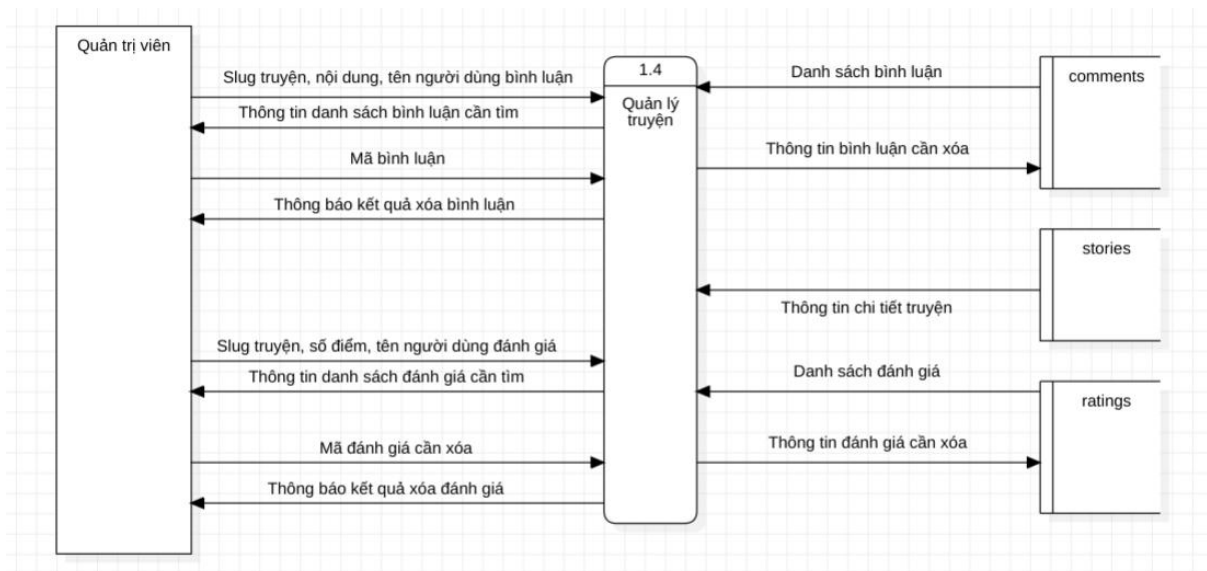 Quản trị viên
Slug truyện, nội dung, tên người dùng bình luận
Thông tin danh sách bình luận cần tìm
Mã bình luận
Thông báo kết quả xóa bình luận
Slug truyện, số điểm, tên người dùng đánh giá
Thông tin danh sách đánh giá cần tìm
Mã đánh giá cần xóa
Thông báo kết quả xóa đánh giá
1.4
Quản lý
truyện
Danh sách bình luận
Thông tin bình luận cần xóa
Thông tin chi tiết truyện
Danh sách đánh giá
Thông tin đánh giá cần xóa
comments
stories
ratings